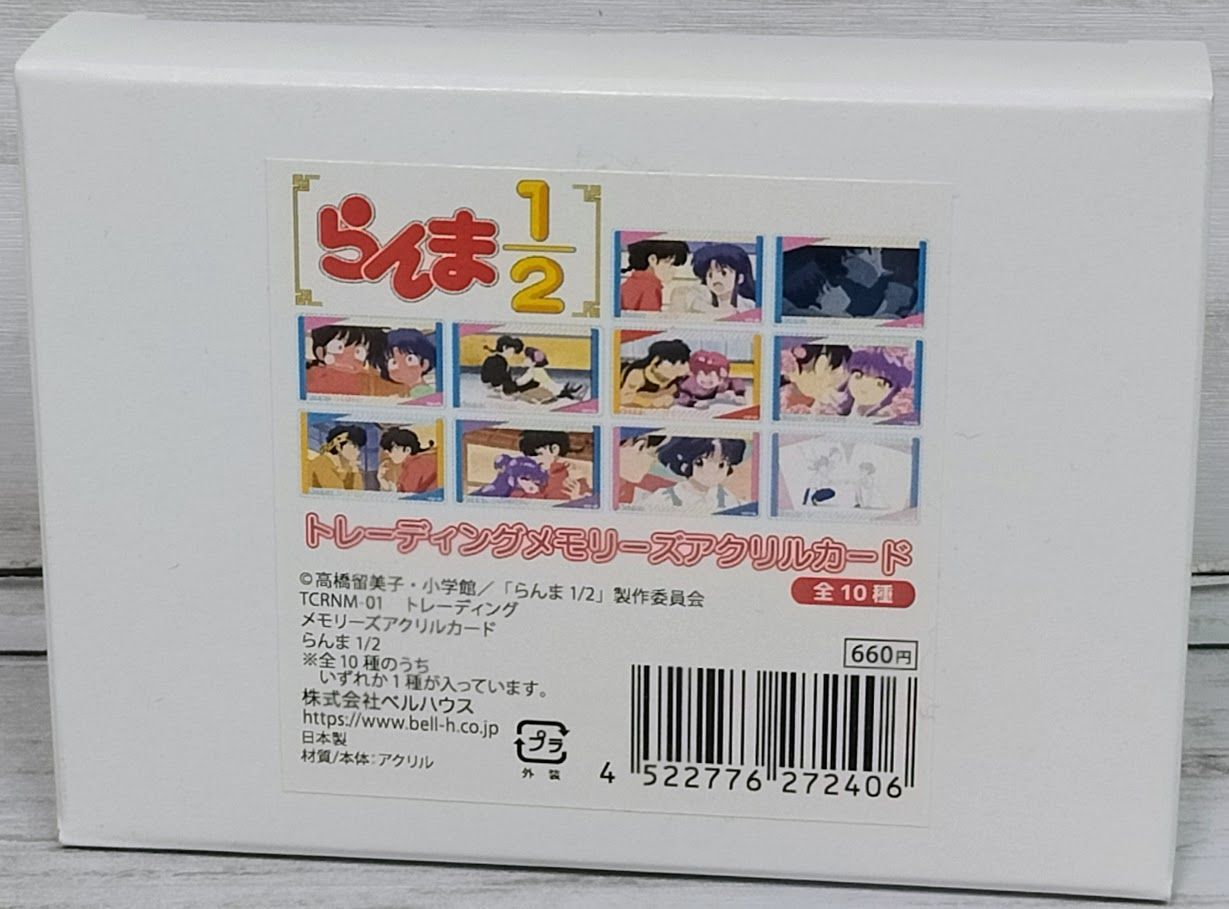 らんま 1/2
トレーディングメモリーズアクリルカード
全10種
©高橋留美子・小学館／「らんま 1/2」製作委員会
TCRNM-01　トレーディング
メモリーズアクリルカード
らんま 1/2
※全10種のうち
いずれか1種が入っています。
株式会社ベルハウス
https://www.bell-h.co.jp
日本製
材質/本体：アクリル
プラ
外装
660円
4 522776 272406